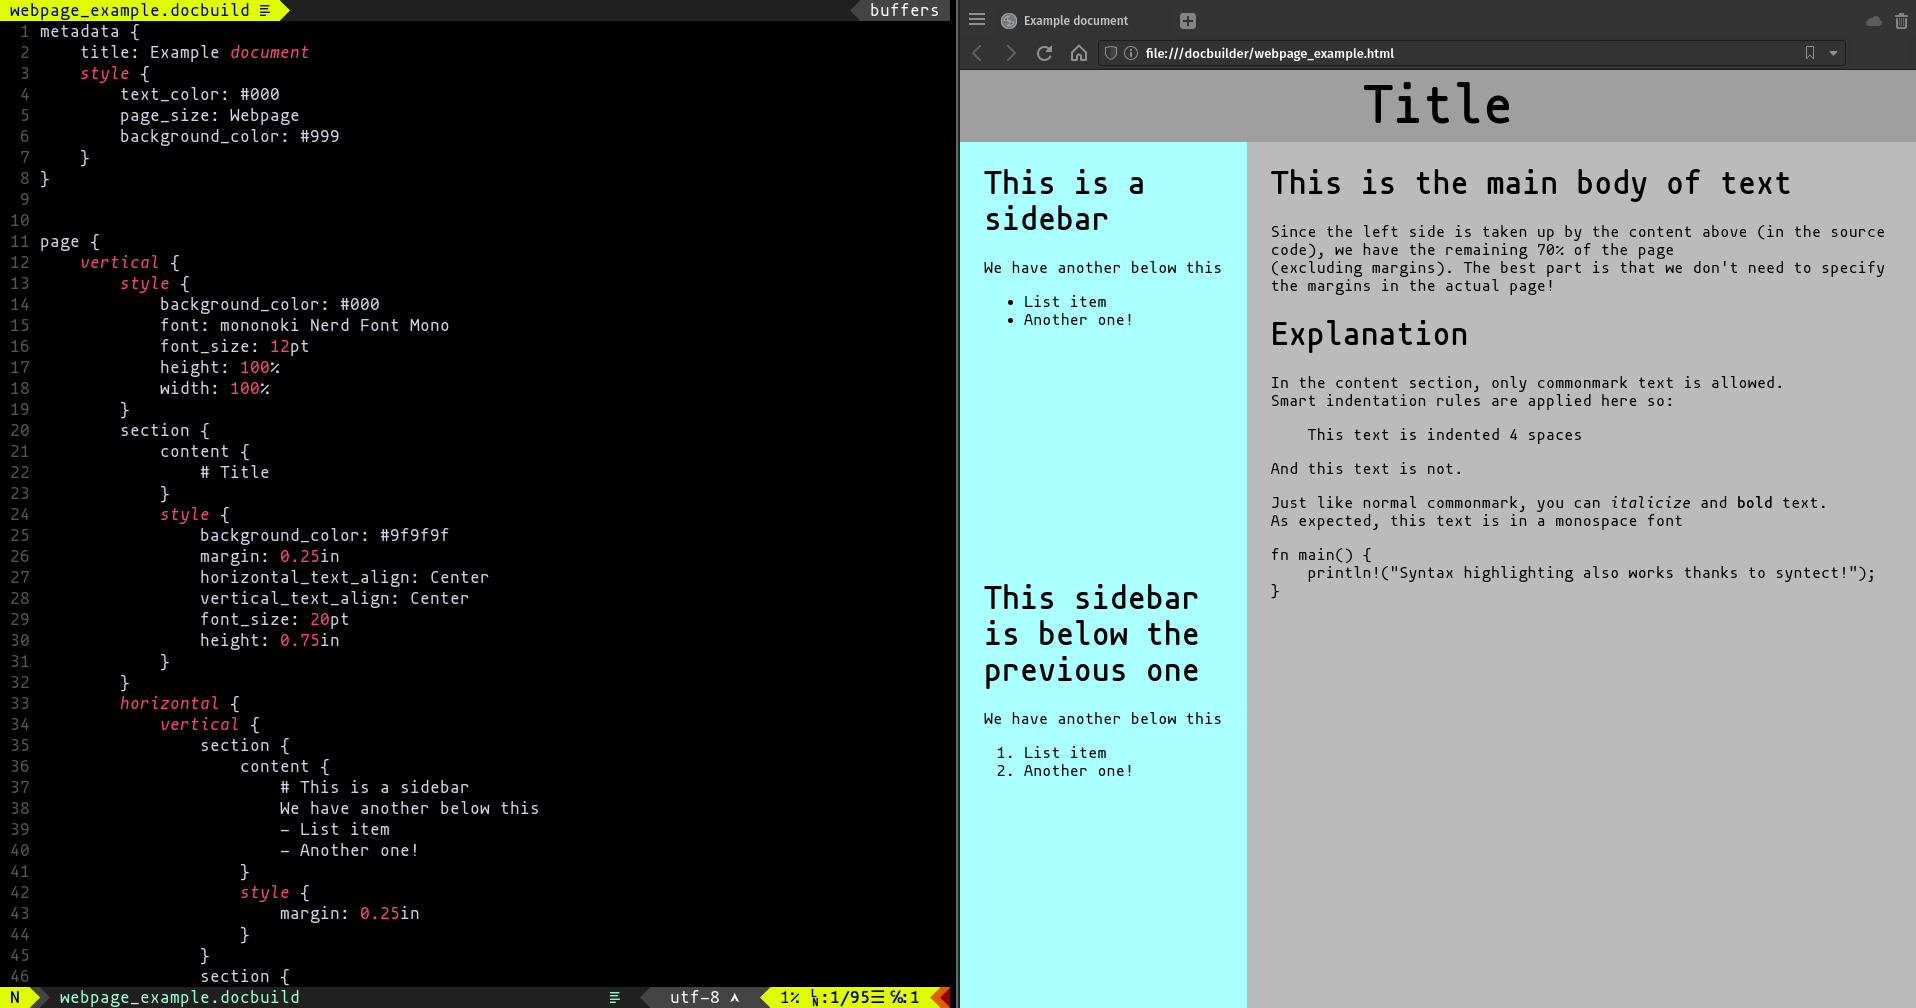 webpage_example.docbuild
buffers
1 metadata {
2     title: Example document
3     style {
4         text_color: #000
5         page_size: Webpage
6         background_color: #999
7     }
8 }
9
10
11 page {
12     vertical {
13         style {
14             background_color: #000
15             font: mononoki Nerd Font Mono
16             font_size: 12pt
17             height: 100%
18             width: 100%
19         }
20         section {
21             content {
22                 # Title
23             }
24             style {
25                 background_color: #9f9f9f
26                 margin: 0.25in
27                 horizontal_text_align: Center
28                 vertical_text_align: Center
29                 font_size: 20pt
30                 height: 0.75in
31             }
32         }
33         horizontal {
34             vertical {
35                 section {
36                     content {
37                         # This is a sidebar
38                         We have another below this
39                         - List item
40                         - Another one!
41                     }
42                     style {
43                         margin: 0.25in
44                     }
45                 }
46                 section {
N webpage_example.docbuild utf-8 1% LN:1/95☰ %:1
Example document
file:///docbuilder/webpage_example.html
Title
This is a
sidebar
We have another below this
• List item
• Another one!
This sidebar
is below the
previous one
We have another below this
1. List item
2. Another one!
This is the main body of text
Since the left side is taken up by the content above (in the source
code), we have the remaining 70% of the page
(excluding margins). The best part is that we don't need to specify
the margins in the actual page!
Explanation
In the content section, only commonmark text is allowed.
Smart indentation rules are applied here so:
    This text is indented 4 spaces
And this text is not.
Just like normal commonmark, you can italicize and bold text.
As expected, this text is in a monospace font
fn main() {
    println!("Syntax highlighting also works thanks to syntect!");
}